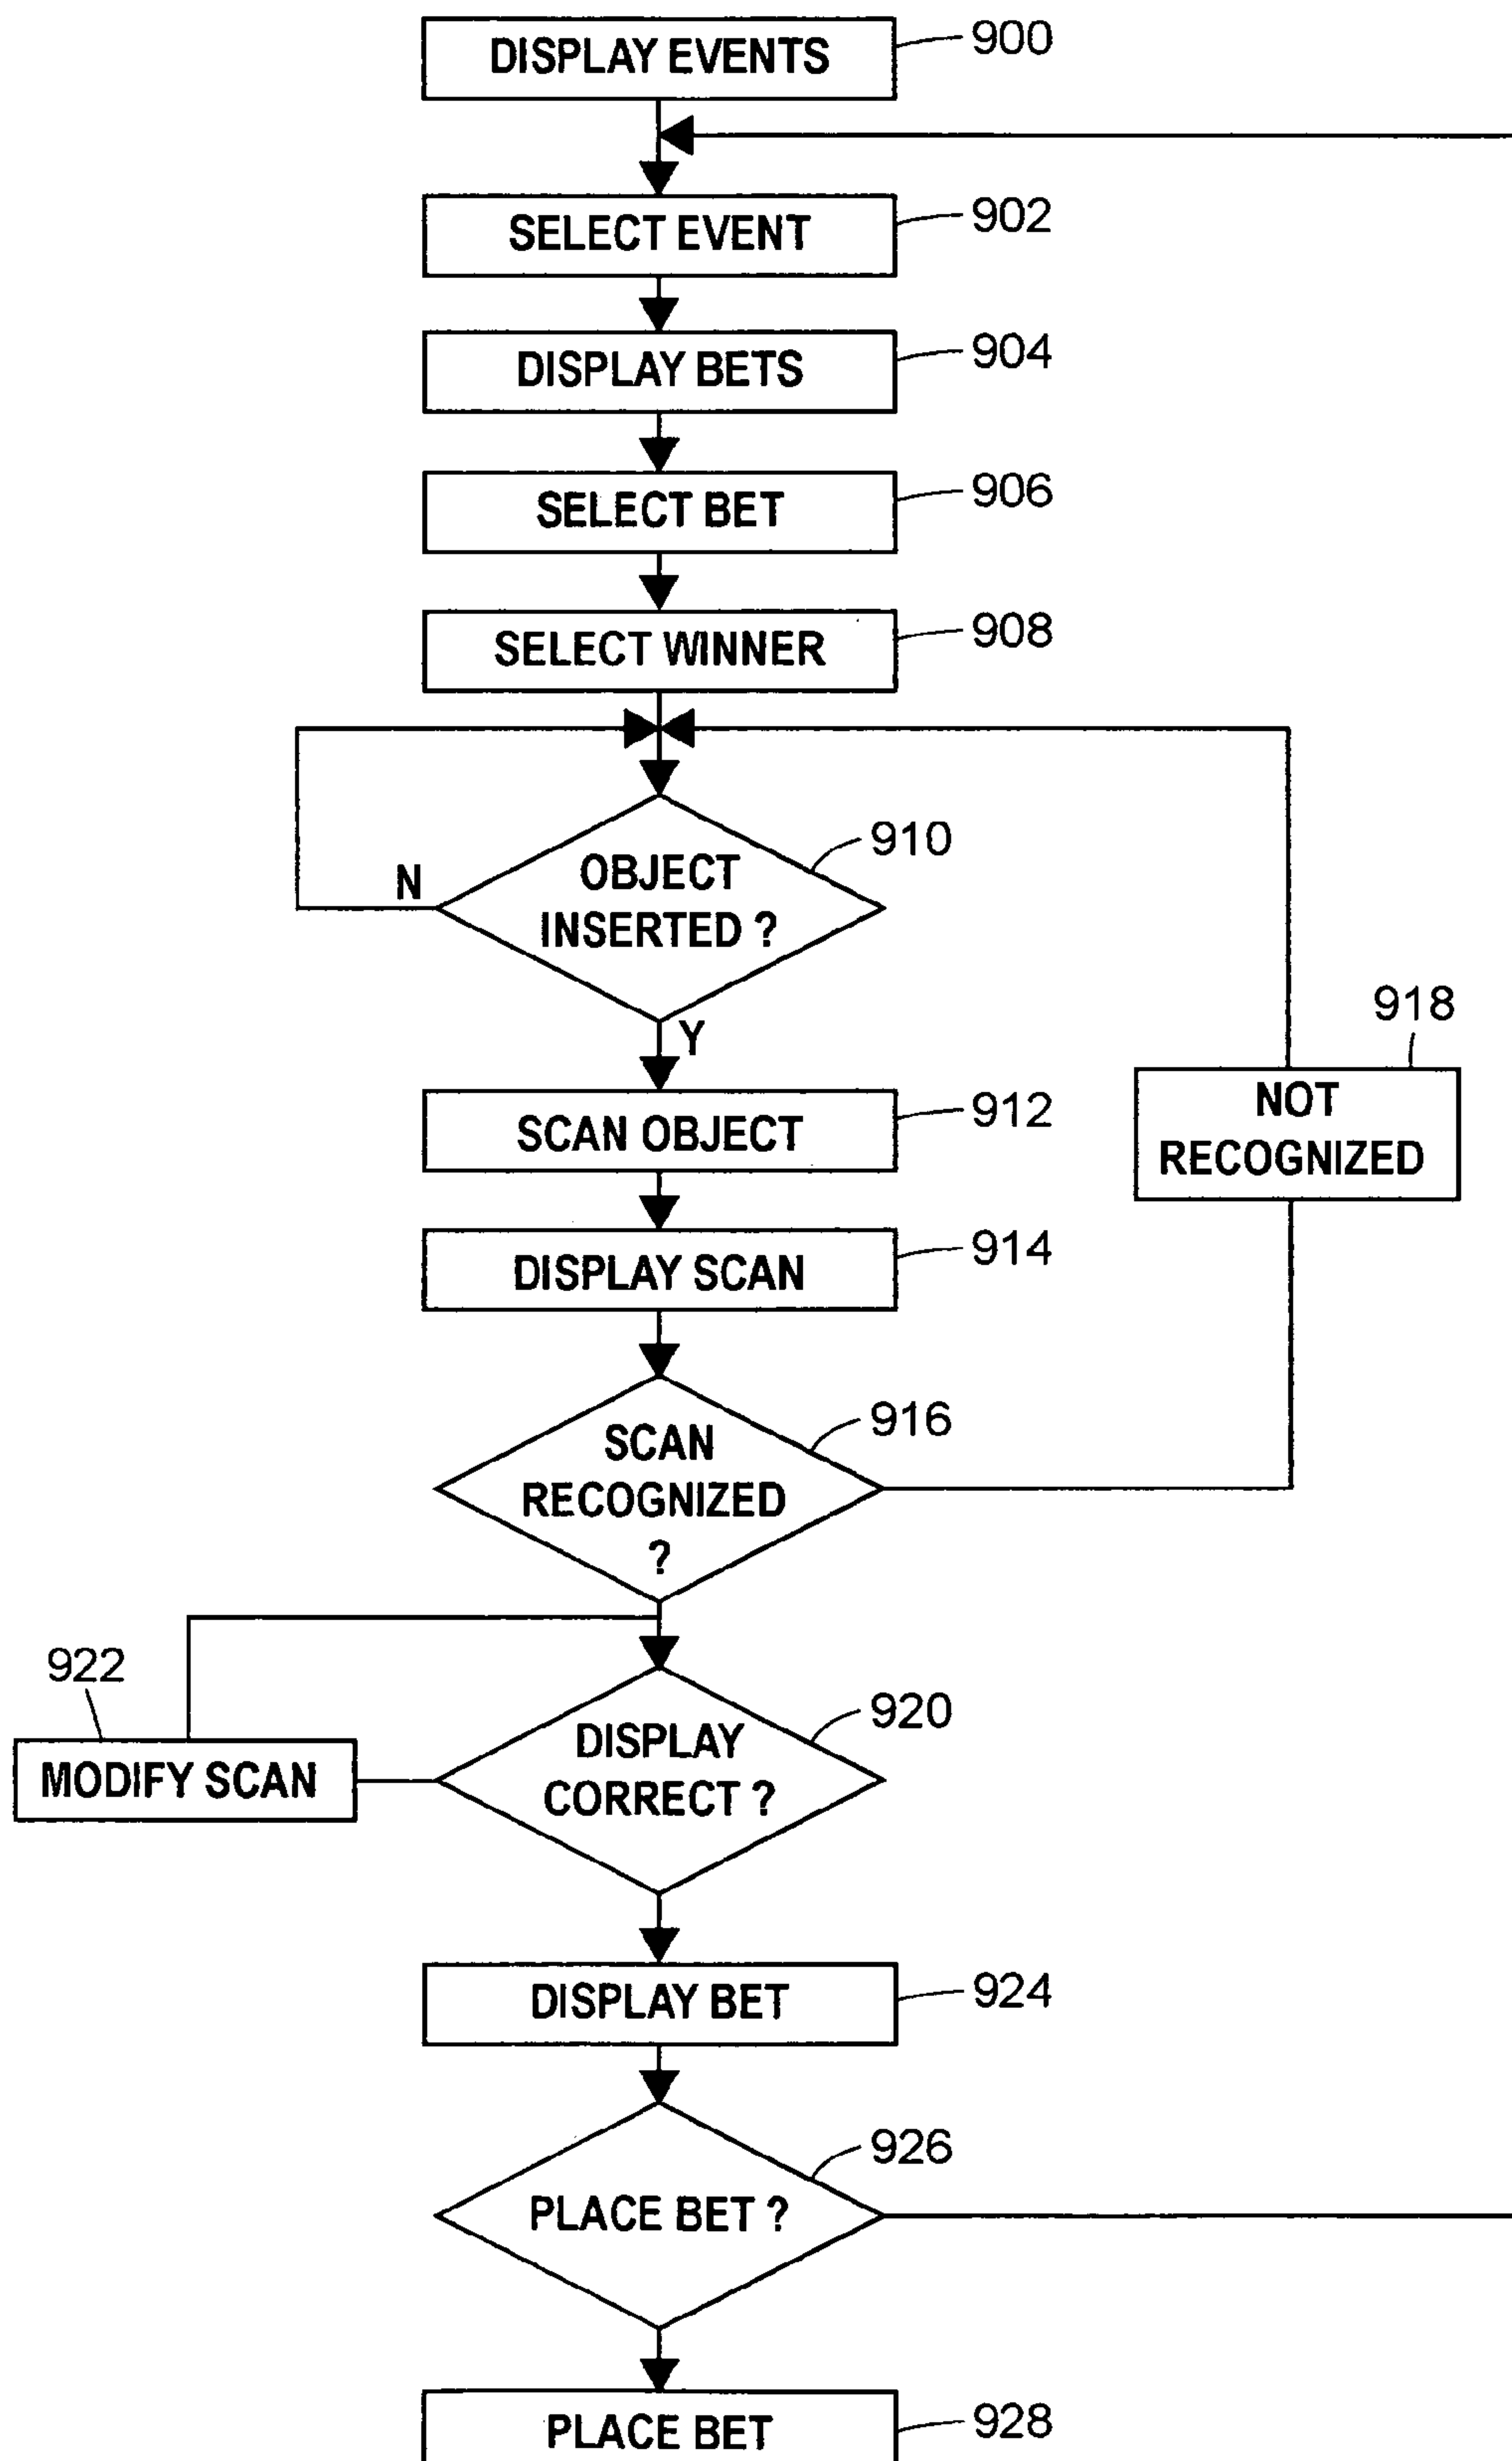 DISPLAY EVENTS
900
SELECT EVENT
902
DISPLAY BETS
904
SELECT BET
906
SELECT WINNER
908
910
OBJECT
INSERTED ?
N
Y
918
SCAN OBJECT
912
NOT
RECOGNIZED
DISPLAY SCAN
914
916
SCAN
RECOGNIZED
?
922
920
DISPLAY
CORRECT ?
MODIFY SCAN
DISPLAY BET
924
926
PLACE BET ?
PLACE BET
928